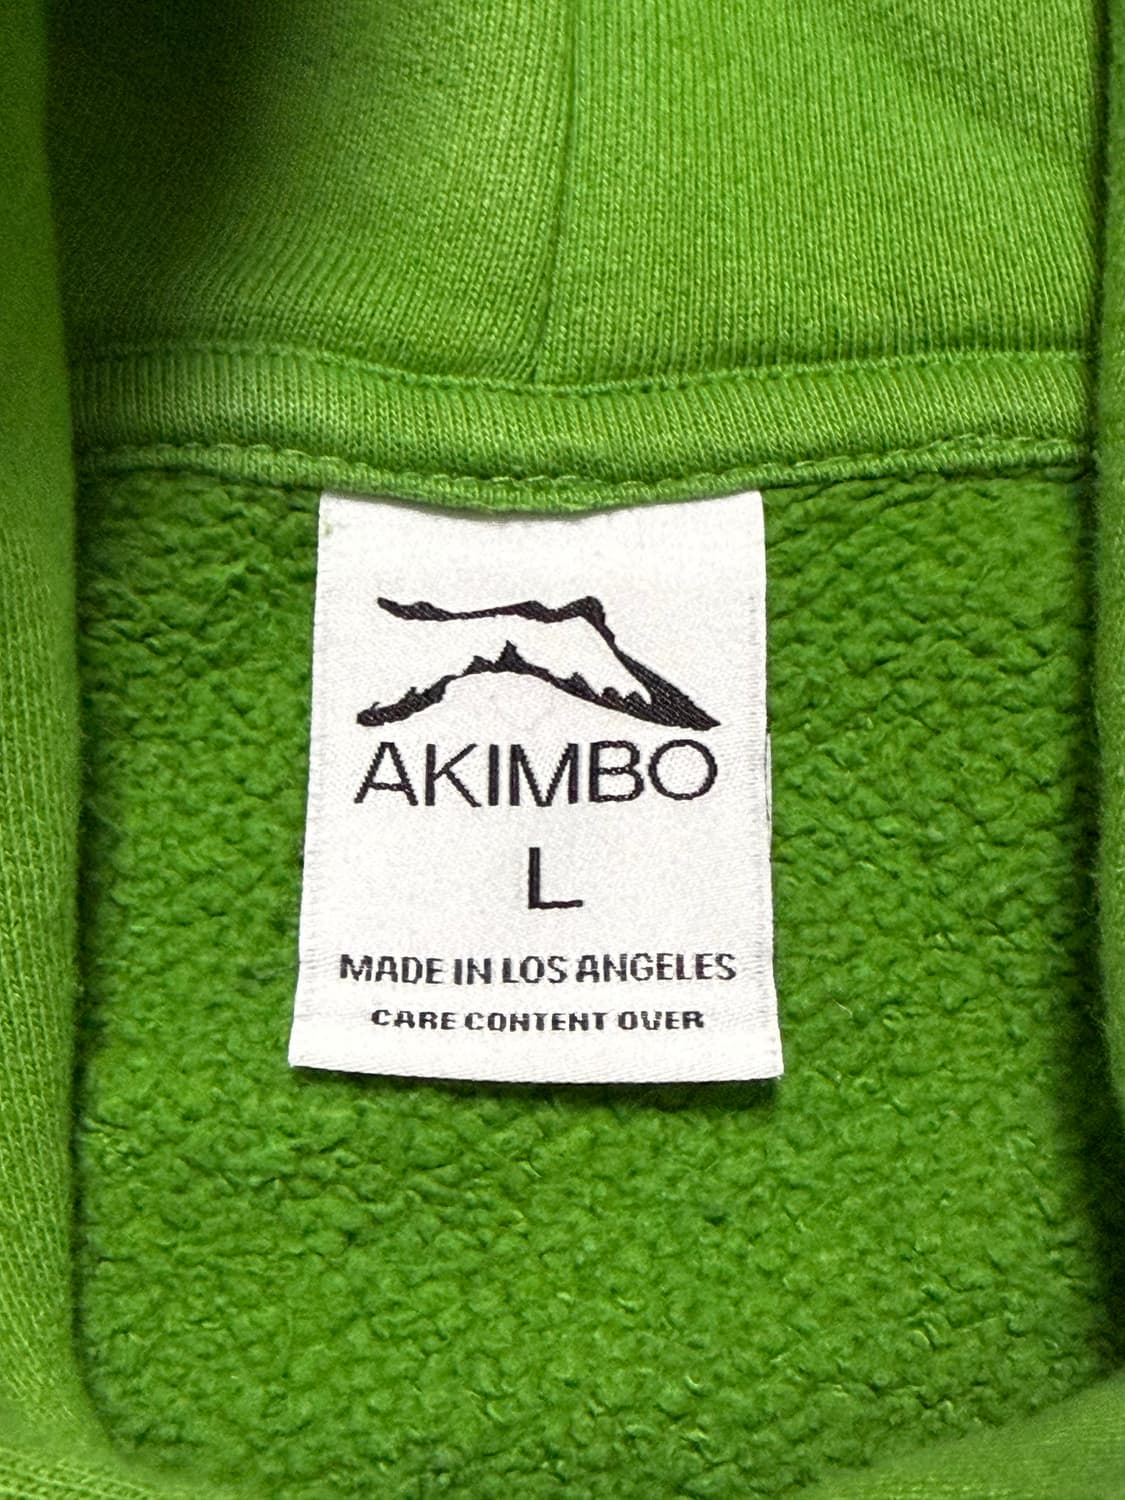 AKIMBO
L
MADE IN LOS ANGELES
CARE CONTENT OVER